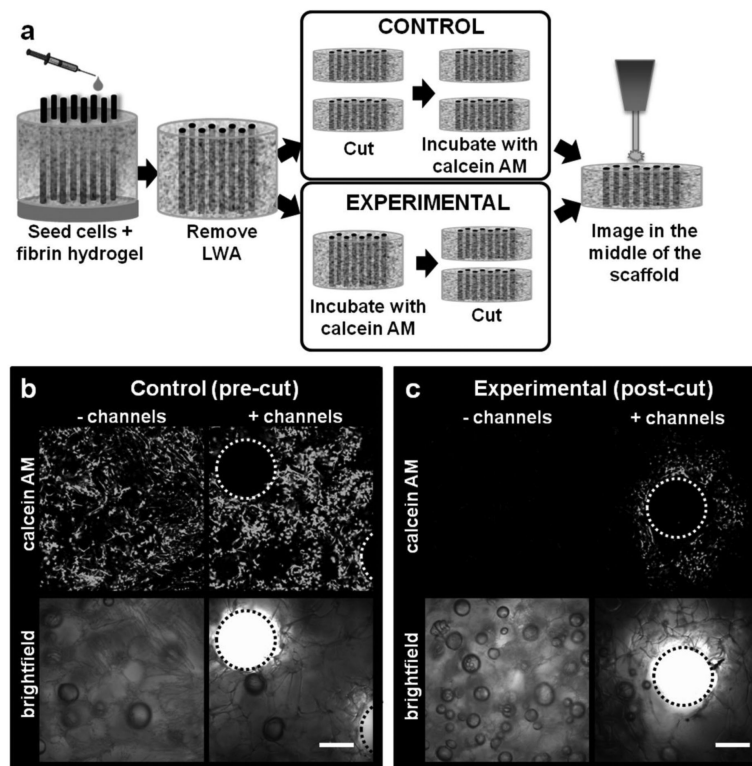 a
CONTROL
Cut
Incubate with
calcein AM
EXPERIMENTAL
Incubate with
calcein AM
Cut
Seed cells +
fibrin hydrogel
Remove
LWA
Image in the
middle of the
scaffold
b
Control (pre-cut)
- channels
+ channels
calcein AM
brightfield
c
Experimental (post-cut)
- channels
+ channels
calcein AM
brightfield